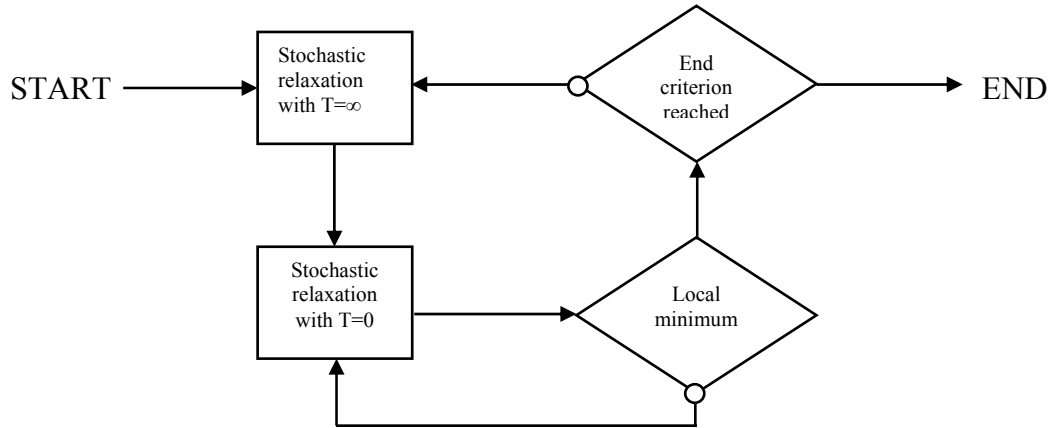 START
Stochastic
relaxation
with T=∞
End
criterion
reached
END
Stochastic
relaxation
with T=0
Local
minimum